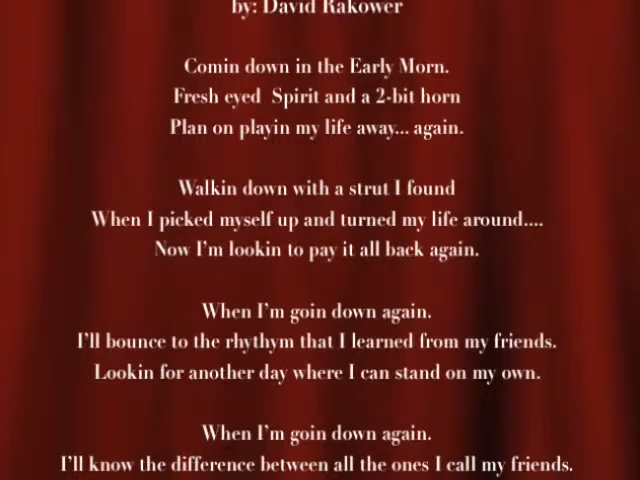 by: David Rakower
Comin down in the Early Morn.
Fresh eyed  Spirit and a 2-bit horn
Plan on playin my life away... again.
Walkin down with a strut I found
When I picked myself up and turned my life around....
Now I'm lookin to pay it all back again.
When I'm goin down again.
I'll bounce to the rhythym that I learned from my friends.
Lookin for another day where I can stand on my own.
When I'm goin down again.
I'll know the difference between all the ones I call my friends.